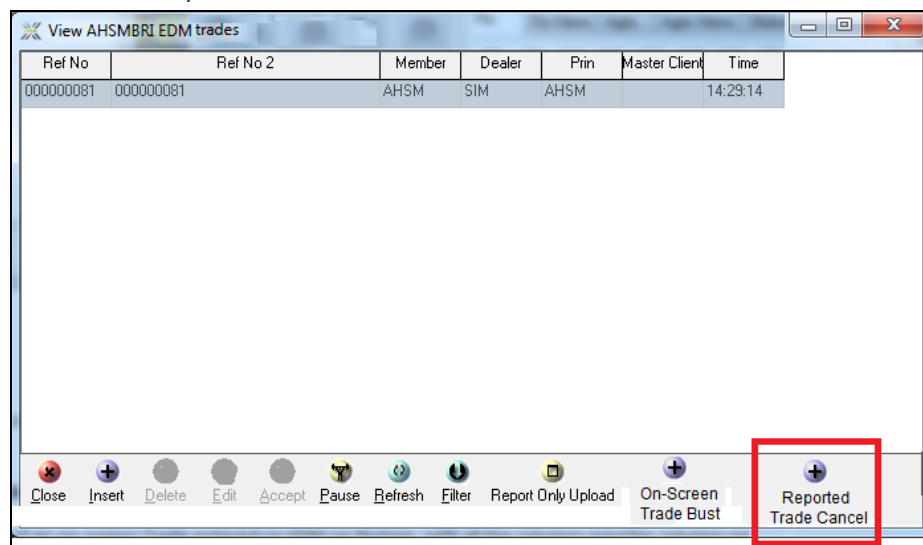 View AHSMBRI EDM trades
Ref No Ref No 2 Member Dealer Prin Master Client Time
000000081 000000081 AHSM SIM AHSM 14:29:14
Close Insert Delete Edit Accept Pause Refresh Filter Report Only Upload On-Screen Reported
Trade Bust Trade Cancel